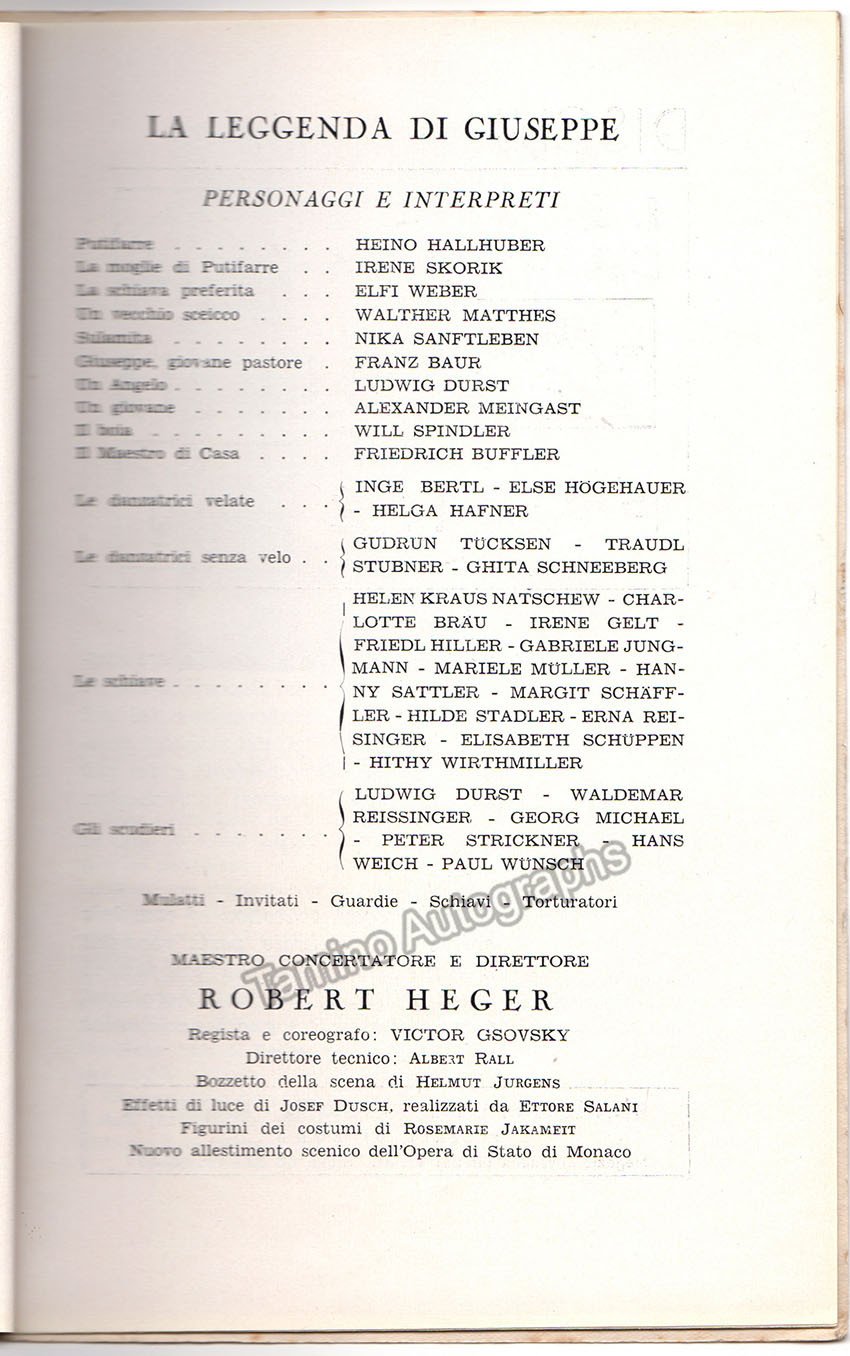 LA LEGGENDA DI GIUSEPPE
PERSONAGGI E INTERPRETI
Putifarre . . . . . . . . HEINO HALLHUBER
La moglie di Putifarre . . IRENE SKORIK
La schiava preferita . . . ELFI WEBER
Un vecchio sceicco . . . . WALTHER MATTHES
Sulamita . . . . . . . . NIKA SANFTLEBEN
Giuseppe, giovane pastore . FRANZ BAUR
Un Angelo . . . . . . . . LUDWIG DURST
Un giovane . . . . . . . ALEXANDER MEINGAST
Il boia . . . . . . . . . WILL SPINDLER
Il Maestro di Casa . . . . FRIEDRICH BUFFLER
Le danzatrici velate . . . INGE BERTL - ELSE HÖGEHAUER
- HELGA HAFNER
Le danzatrici senza velo . . GUDRUN TÜCKSEN - TRAUDL
STUBNER - GHITA SCHNEEBERG
HELEN KRAUS NATSCHEW - CHAR-
LOTTE BRÄU - IRENE GELT -
FRIEDL HILLER - GABRIELE JUNG-
MANN - MARIELE MÜLLER - HAN-
Le schiave . . . . . . . . NY SATTLER - MARGIT SCHÄFF-
LER - HILDE STADLER - ERNA REI-
SINGER - ELISABETH SCHÜPPEN
- HITHY WIRTHMILLER
LUDWIG DURST - WALDEMAR
REISSINGER - GEORG MICHAEL
Gli scudieri . . . . . . . - PETER STRICKNER - HANS
WEICH - PAUL WÜNSCH
Mulatti - Invitati - Guardie - Schiavi - Torturatori
Tamino Autographs
MAESTRO CONCERTATORE E DIRETTORE
ROBERT HEGER
Regista e coreografo: VICTOR GSOVSKY
Direttore tecnico: ALBERT RALL
Bozzetto della scena di HELMUT JURGENS
Effetti di luce di JOSEF DUSCH, realizzati da ETTORE SALANI
Figurini dei costumi di ROSEMARIE JAKAMEIT
Nuovo allestimento scenico dell'Opera di Stato di Monaco